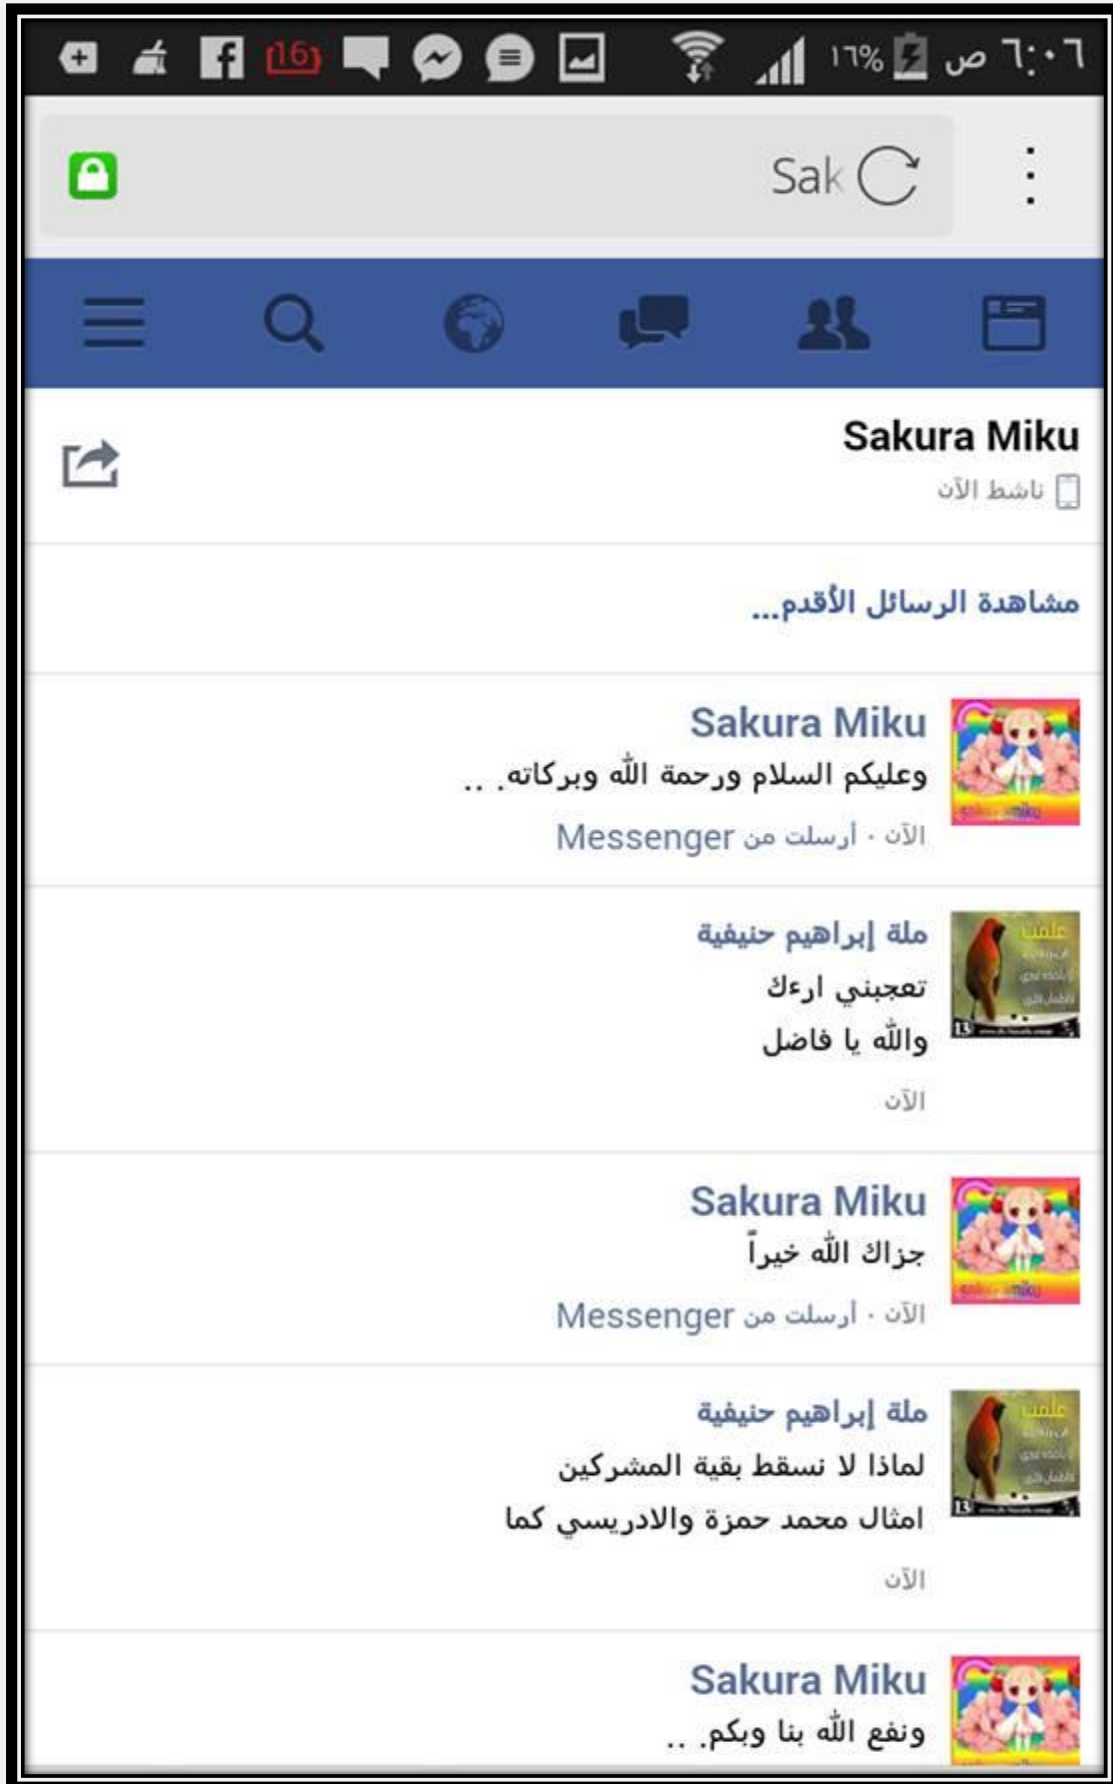 ١٦% ٦:٠٦ ص
16
Sak
Sakura Miku
ناشط الآن
مشاهدة الرسائل الأقدم...
Sakura Miku
وعليكم السلام ورحمة الله وبركاته. ..
الآن · أرسلت من Messenger
ملة إبراهيم حنيفية
تعجبني ارءك
والله يا فاضل
الآن
Sakura Miku
جزاك الله خيراً
الآن · أرسلت من Messenger
ملة إبراهيم حنيفية
لماذا لا نسقط بقية المشركين
امثال محمد حمزة والادريسي كما
الآن
Sakura Miku
ونفع الله بنا وبكم. ..
علمت
13
miku